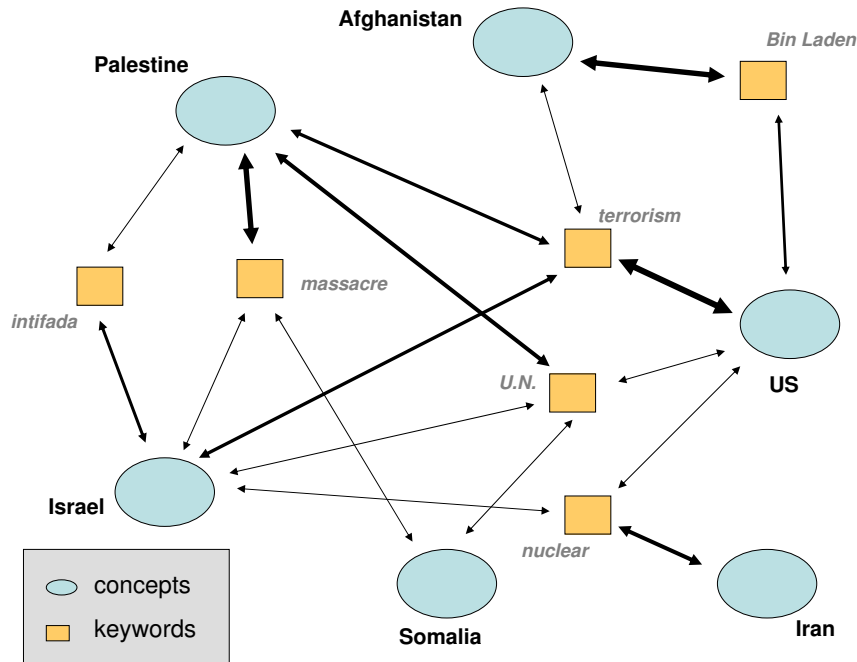 Afghanistan
Bin Laden
Palestine
terrorism
massacre
intifada
U.N.
US
Israel
nuclear
concepts
keywords
Somalia
Iran